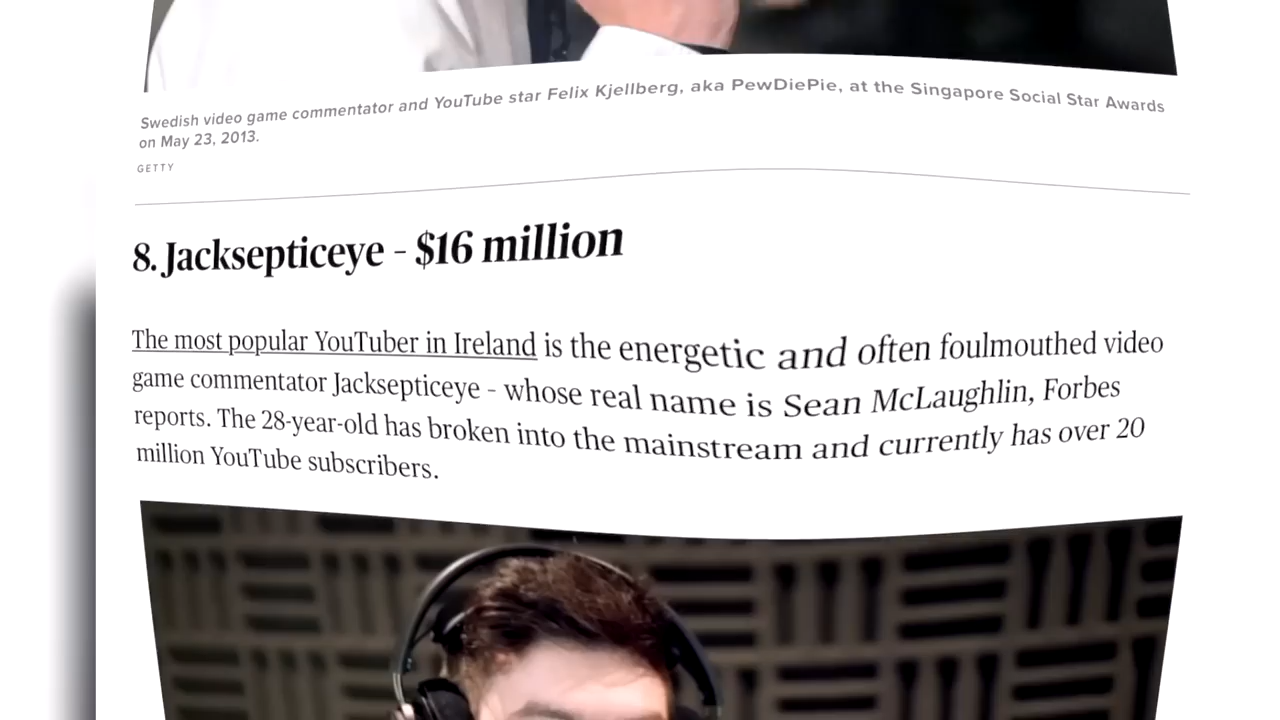 Swedish video game commentator and YouTube star Felix Kjellberg, aka PewDiePie, at the Singapore Social Star Awards
on May 23, 2013.
GETTY
8. Jacksepticeye - $16 million
The most popular YouTuber in Ireland is the energetic and often foulmouthed video
game commentator Jacksepticeye - whose real name is Sean McLaughlin, Forbes
reports. The 28-year-old has broken into the mainstream and currently has over 20
million YouTube subscribers.